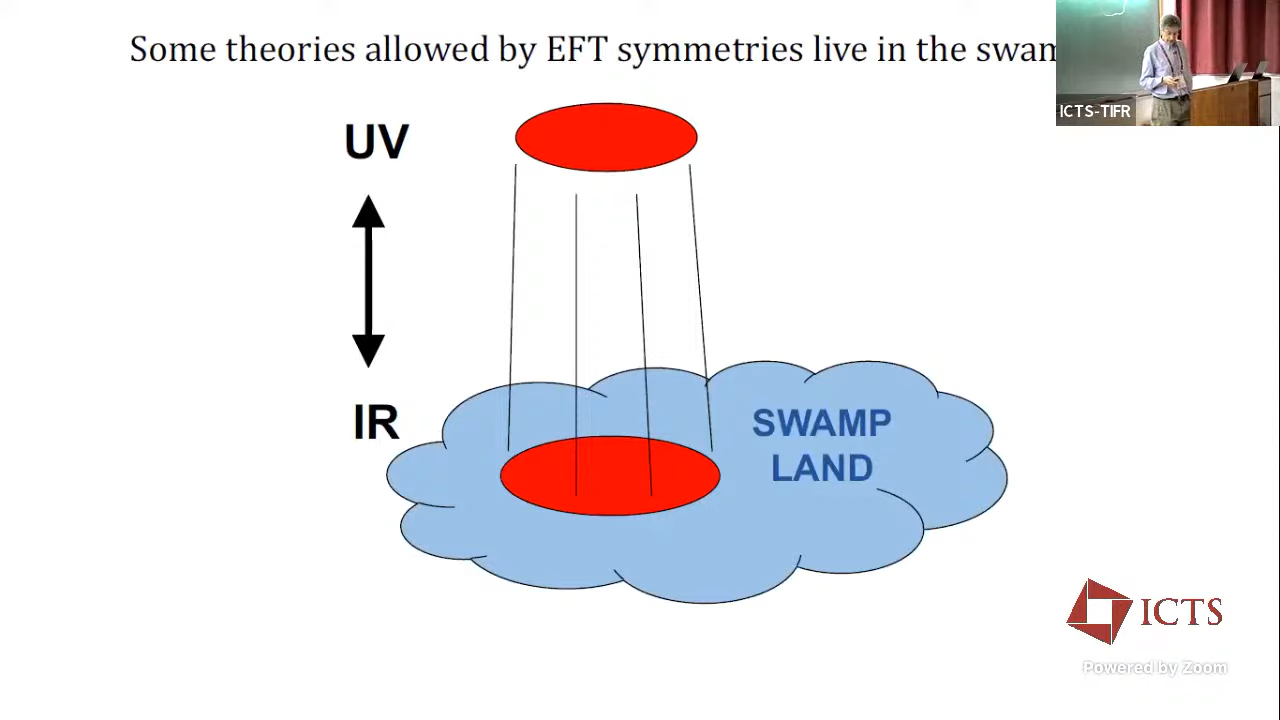 Some theories allowed by EFT symmetries live in the
ICTS-TIFR
UV
IR
SWAMP
LAND
ICTS
Powered by Zoom